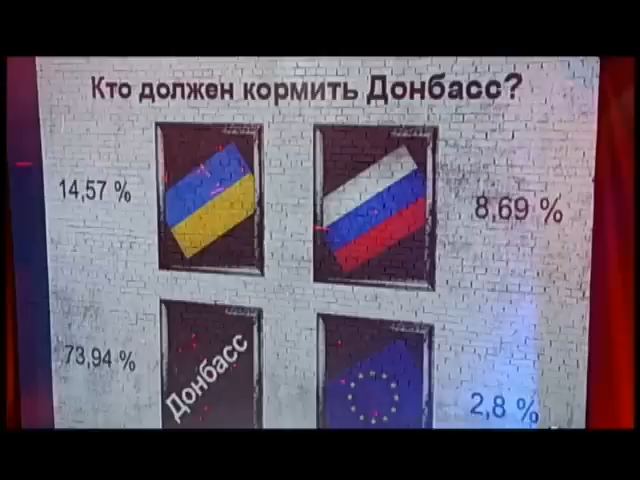 Кто должен кормить Донбасс?
14,57 %
8,69 %
73,94 %
Донбасс
2,8 %